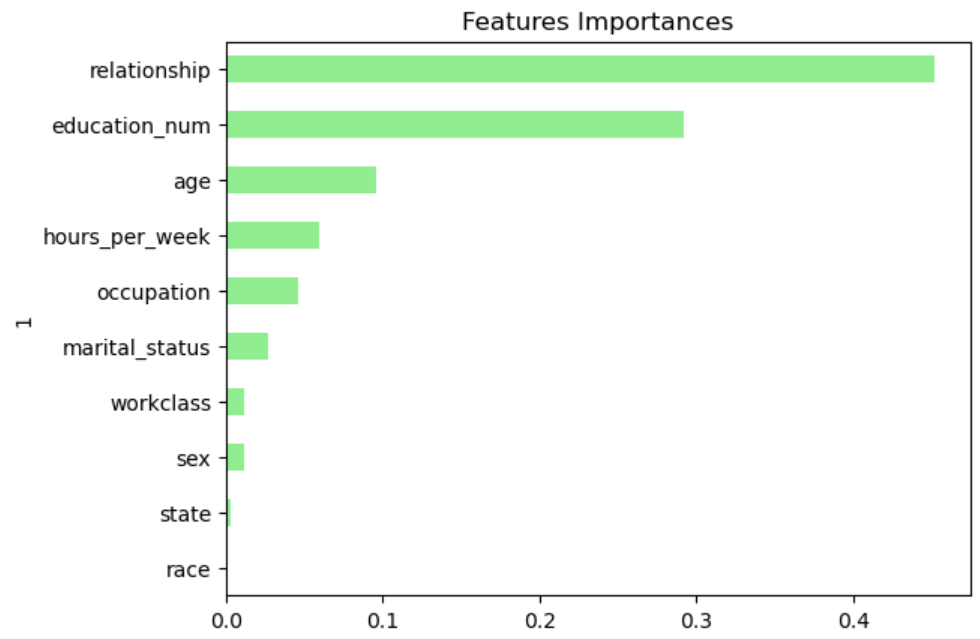 Features Importances
relationship
education_num
age
hours_per_week
occupation
marital_status
workclass
sex
state
race
1
0.0 0.1 0.2 0.3 0.4